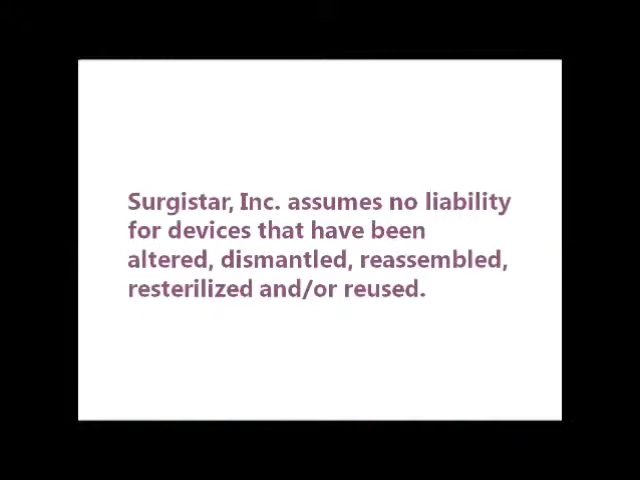 Surgistar, Inc. assumes no liability
for devices that have been
altered, dismantled, reassembled,
resterilized and/or reused.